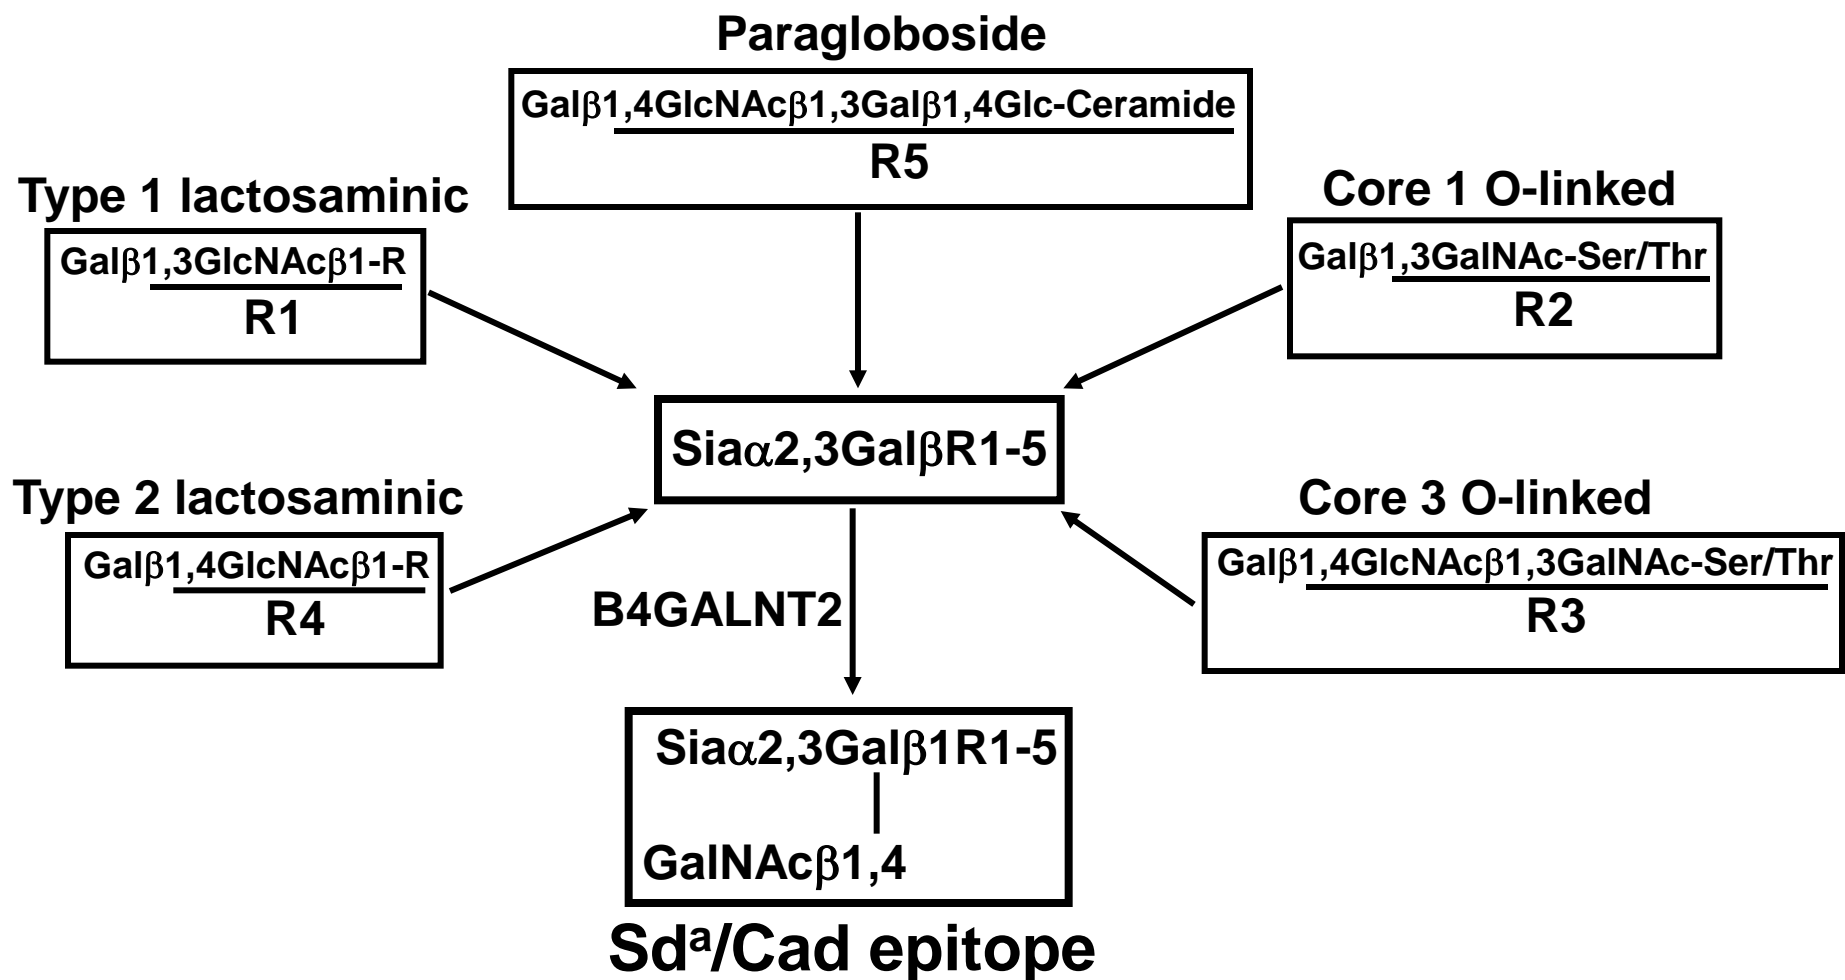 Paragloboside
Galβ1,4GlcNAcβ1,3Galβ1,4Glc-Ceramide
R5
Type 1 lactosaminic
Galβ1,3GlcNAcβ1-R
R1
Core 1 O-linked
Galβ1,3GalNAc-Ser/Thr
R2
Siaα2,3GalβR1-5
Type 2 lactosaminic
Galβ1,4GlcNAcβ1-R
R4
Core 3 O-linked
Galβ1,4GlcNAcβ1,3GalNAc-Ser/Thr
R3
B4GALNT2
Siaα2,3Galβ1R1-5
GalNAcβ1,4
Sdᵃ/Cad epitope